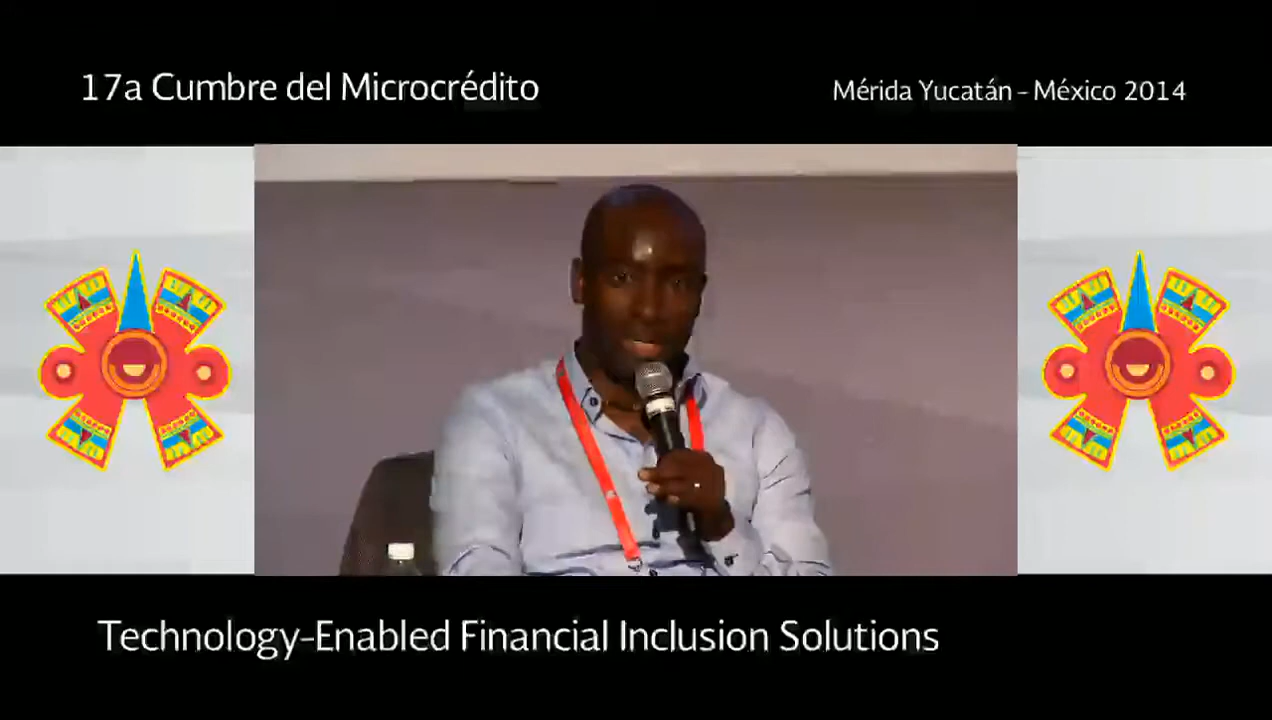 17a Cumbre del Microcrédito
Mérida Yucatán - México 2014
Technology-Enabled Financial Inclusion Solutions